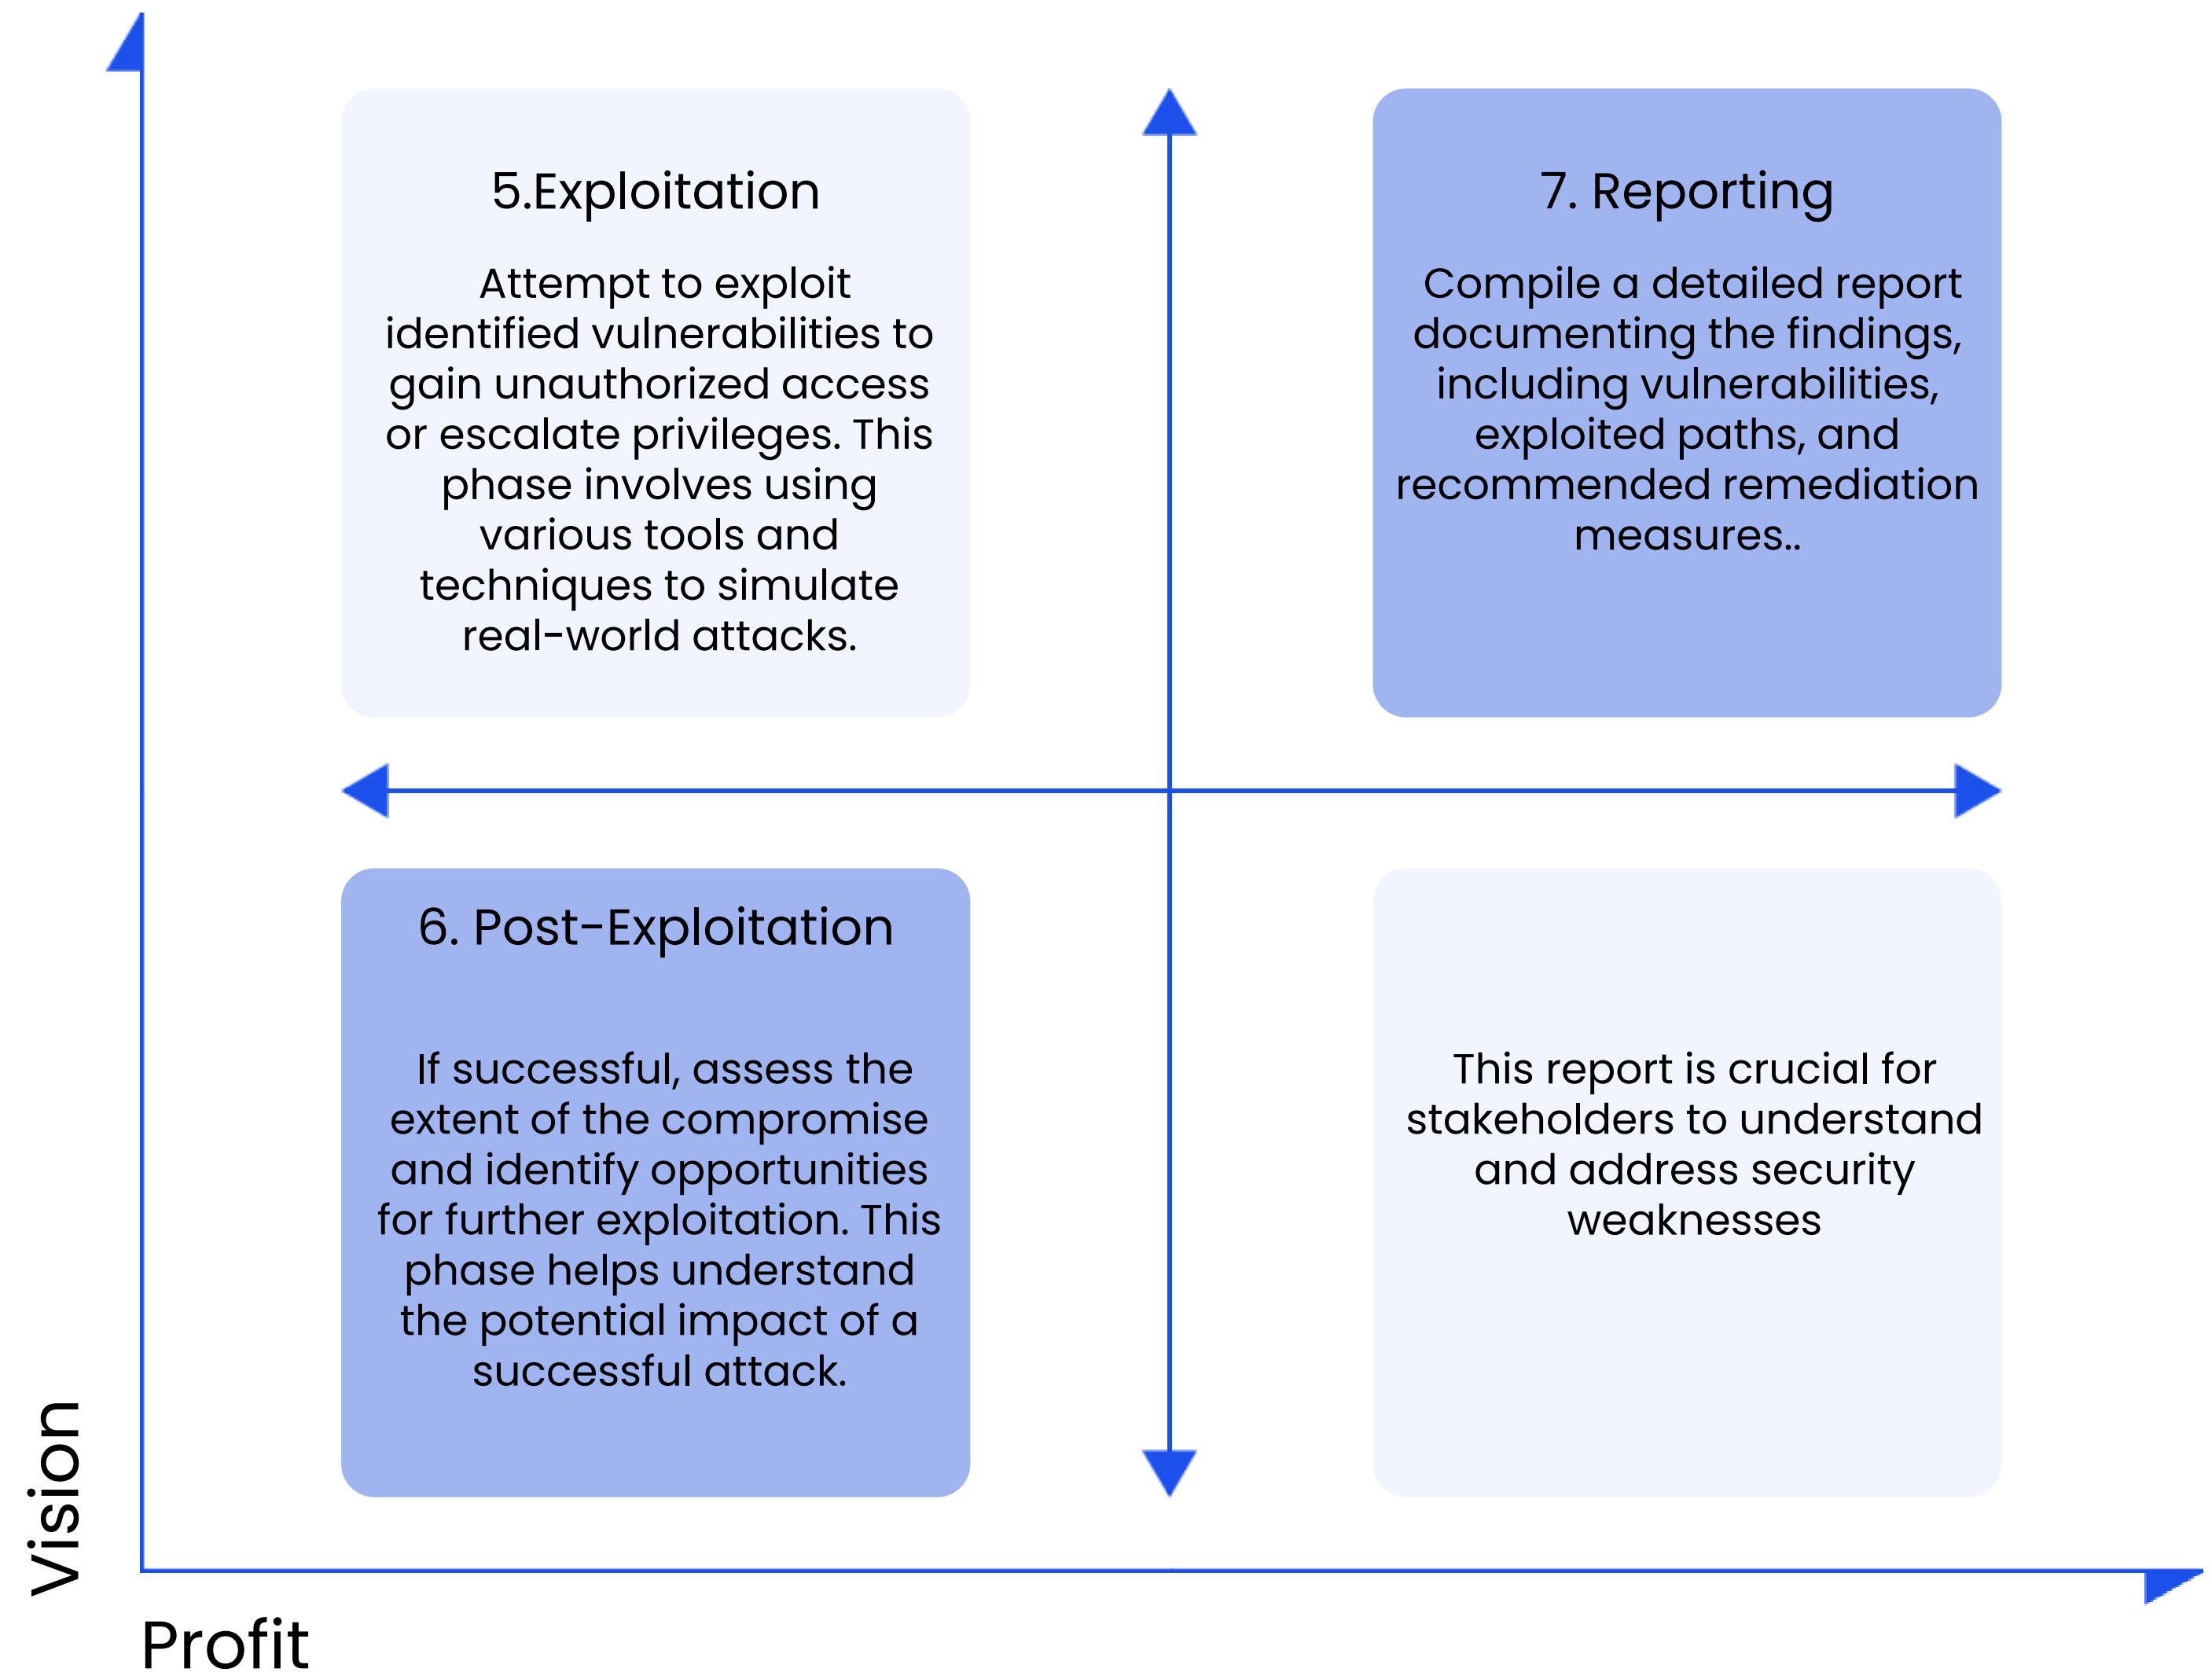 5.Exploitation
Attempt to exploit
identified vulnerabilities to
gain unauthorized access
or escalate privileges. This
phase involves using
various tools and
techniques to simulate
real-world attacks.
7. Reporting
Compile a detailed report
documenting the findings,
including vulnerabilities,
exploited paths, and
recommended remediation
measures..
6. Post-Exploitation
If successful, assess the
extent of the compromise
and identify opportunities
for further exploitation. This
phase helps understand
the potential impact of a
successful attack.
This report is crucial for
stakeholders to understand
and address security
weaknesses
Vision
Profit